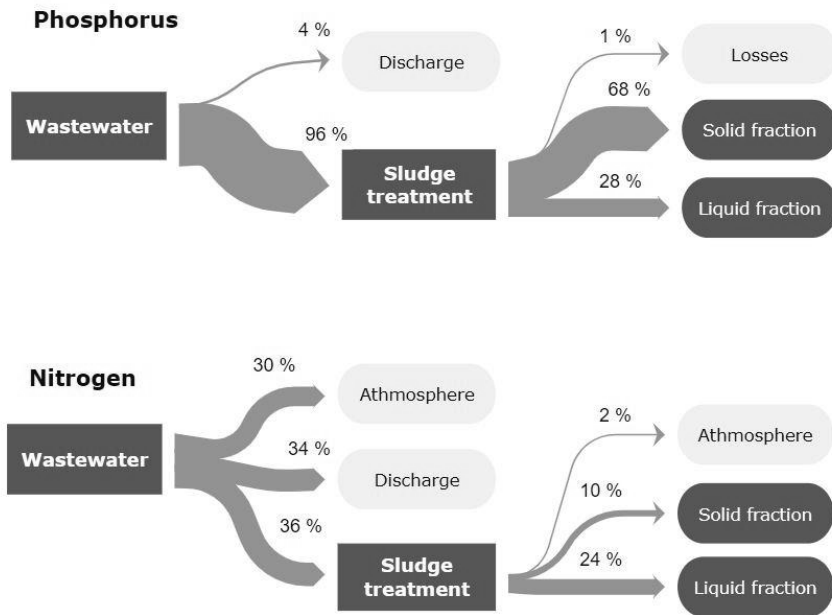 Phosphorus
4 %
Discharge
1 %
Losses
68 %
Wastewater
96 %
Solid fraction
Sludge
treatment
28 %
Liquid fraction
Nitrogen
30 %
Athmosphere
2 %
Athmosphere
Wastewater
34 %
Discharge
10 %
Solid fraction
36 %
Sludge
treatment
24 %
Liquid fraction